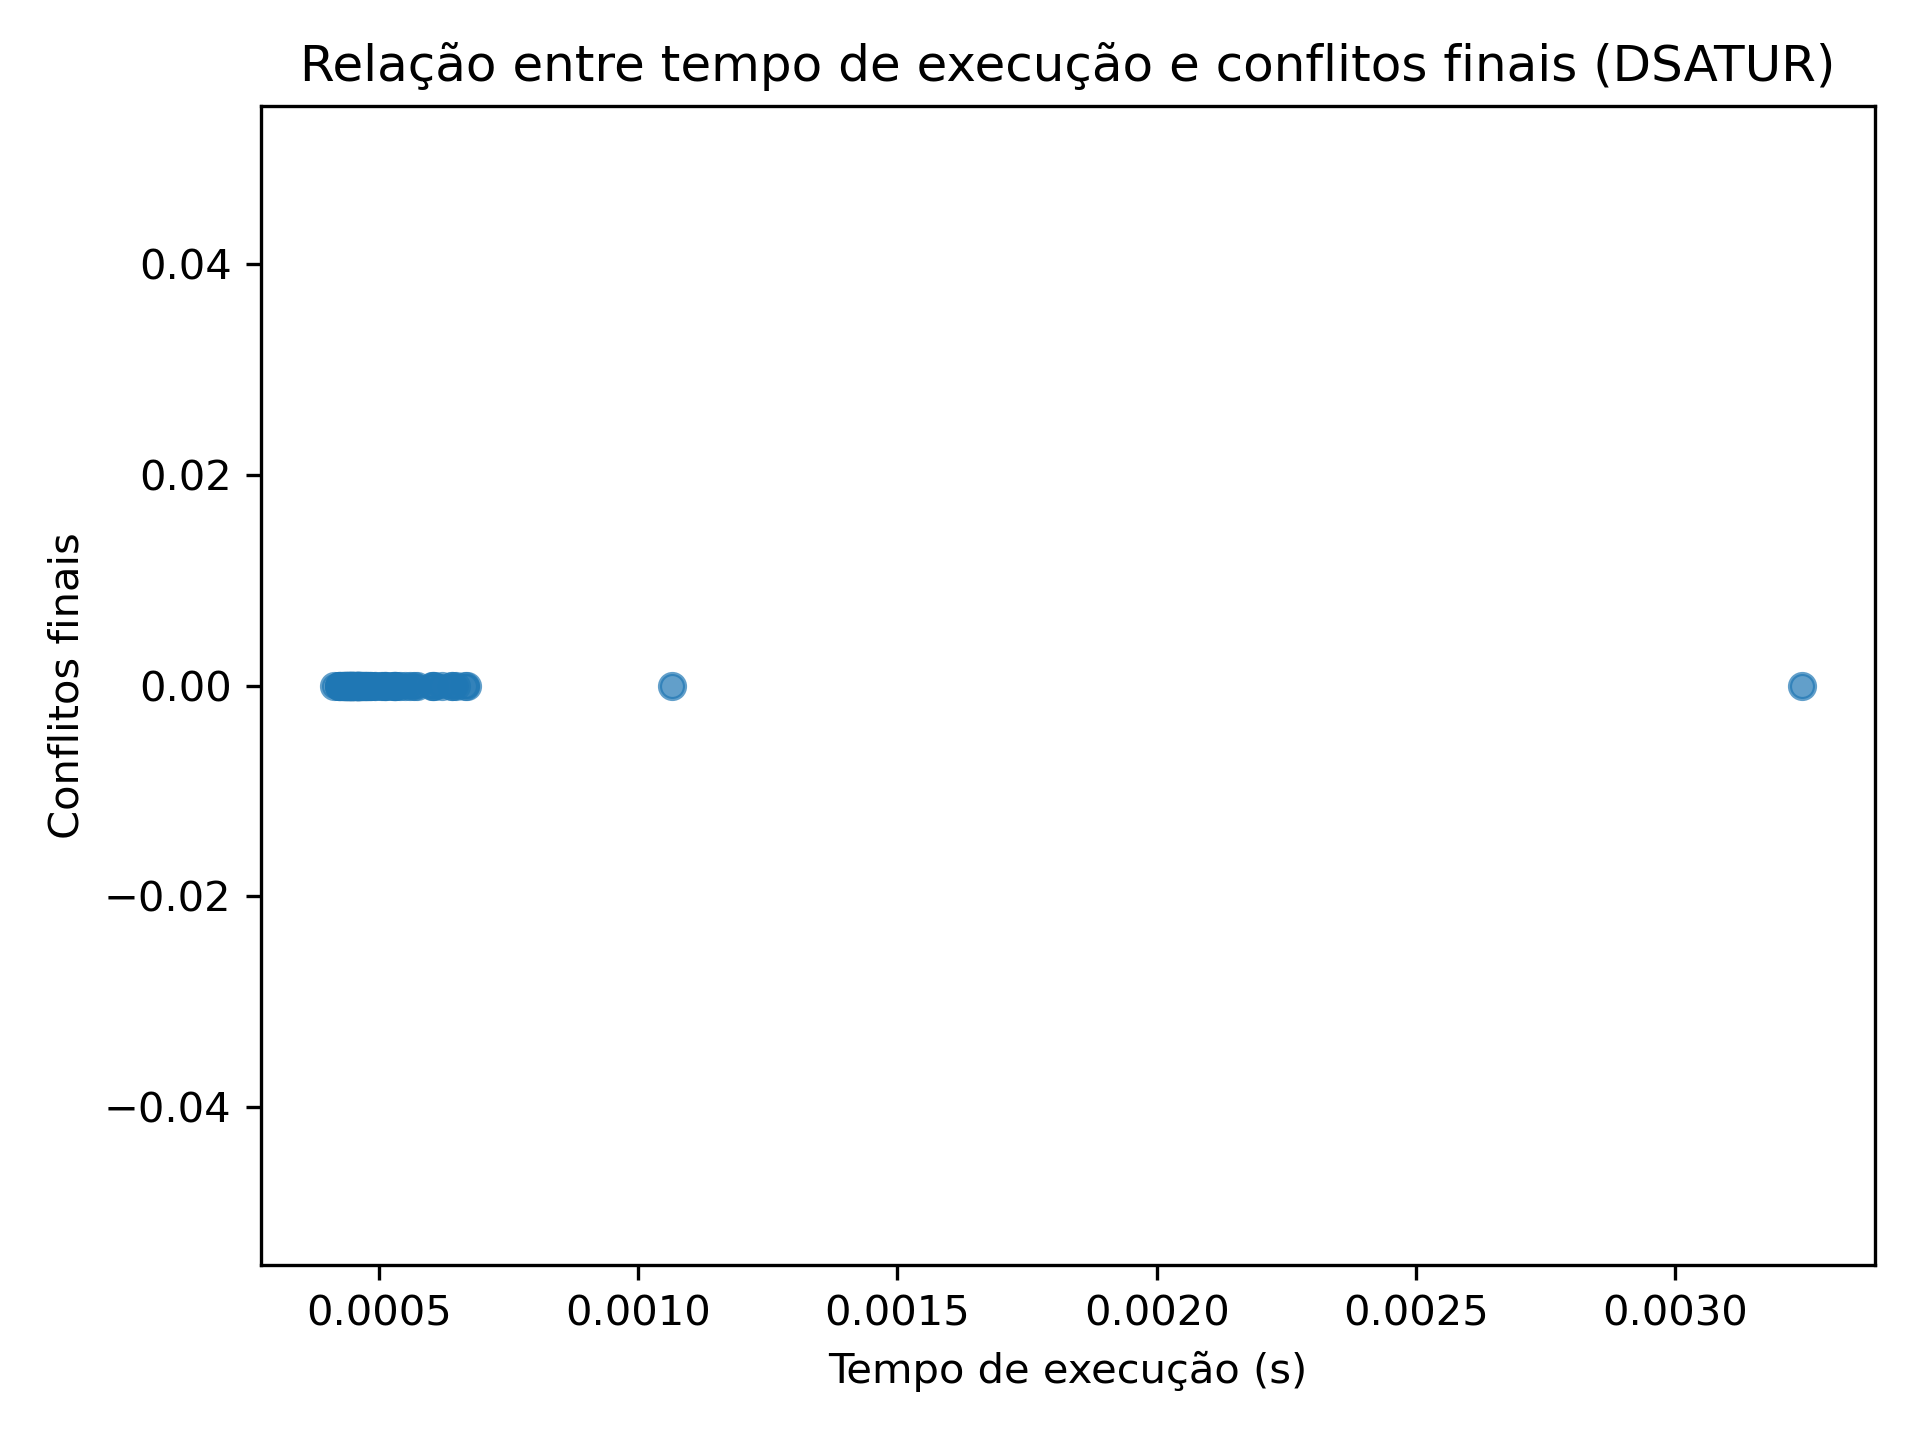 Relação entre tempo de execução e conflitos finais (DSATUR)
Conflitos finais
0.04
0.02
0.00
−0.02
−0.04
0.0005 0.0010 0.0015 0.0020 0.0025 0.0030
Tempo de execução (s)